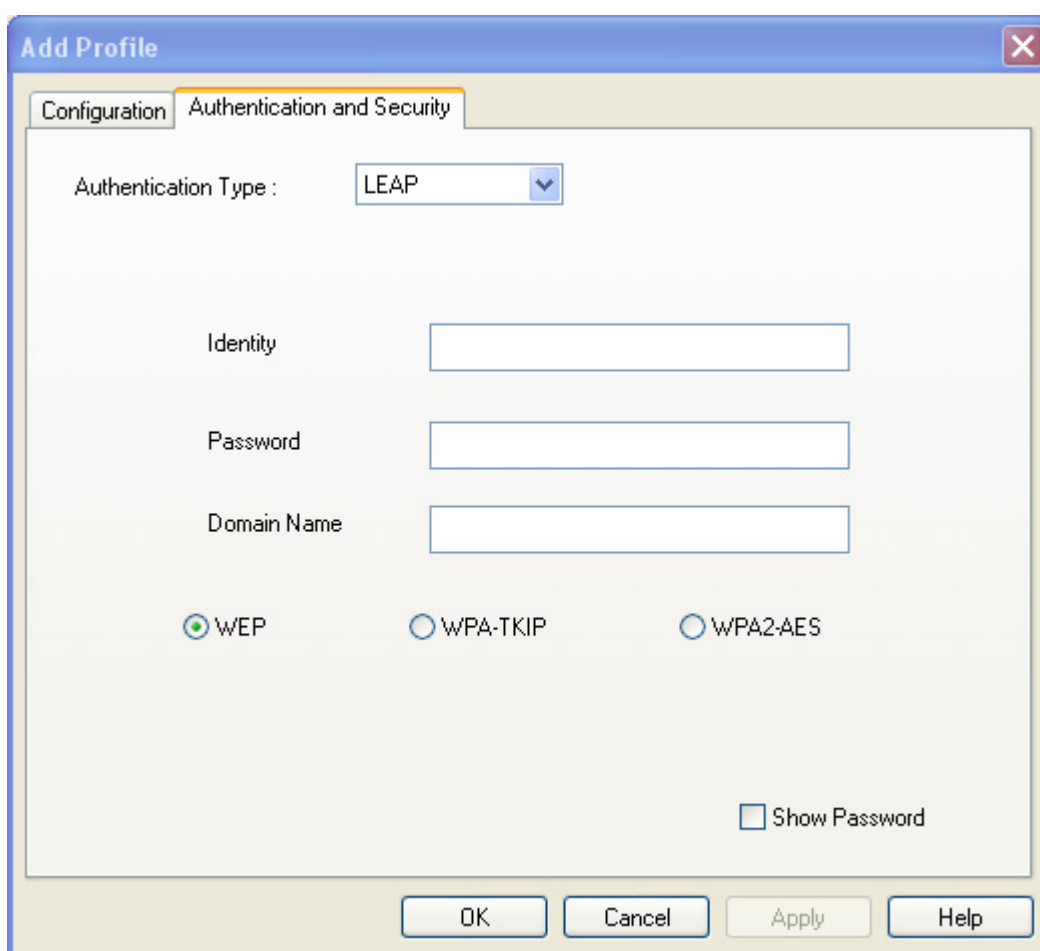 Add Profile
Configuration
Authentication and Security
Authentication Type :
LEAP
Identity
Password
Domain Name
WEP
WPA-TKIP
WPA2-AES
Show Password
OK
Cancel
Apply
Help